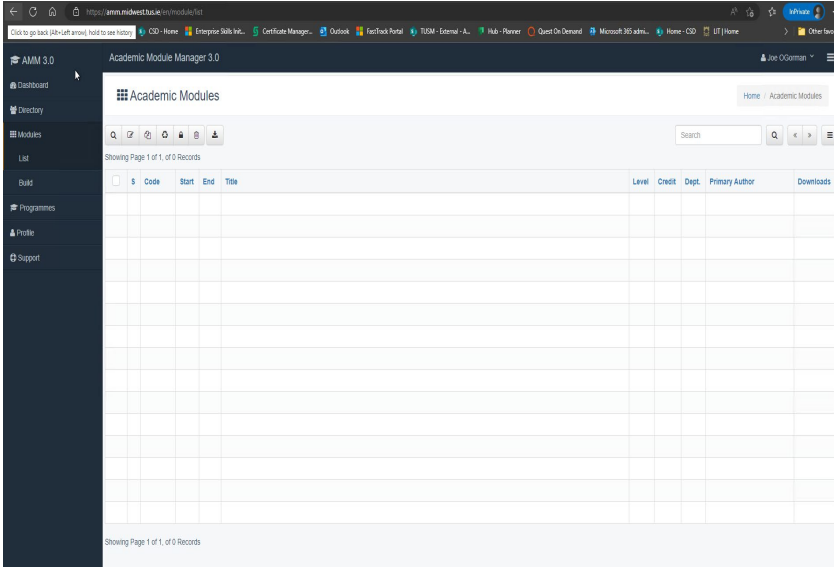 https://amm.midwest.tus.ie/en/module/list
InPrivate
Click to go back (Alt+Left arrow), hold to see history
CSD - Home
Enterprise Skills Init...
Certificate Manager...
Outlook
FastTrack Portal
TUSM - External - A...
Hub - Planner
Quest On Demand
Microsoft 365 admi...
Home - CSD
LIT | Home
Other favo
AMM 3.0
Academic Module Manager 3.0
Joe OGorman
Dashboard
Directory
Modules
List
Build
Programmes
Profile
Support
Academic Modules
Home / Academic Modules
Search
Showing Page 1 of 1, of 0 Records
S Code Start End Title Level Credit Dept. Primary Author Downloads
Showing Page 1 of 1, of 0 Records